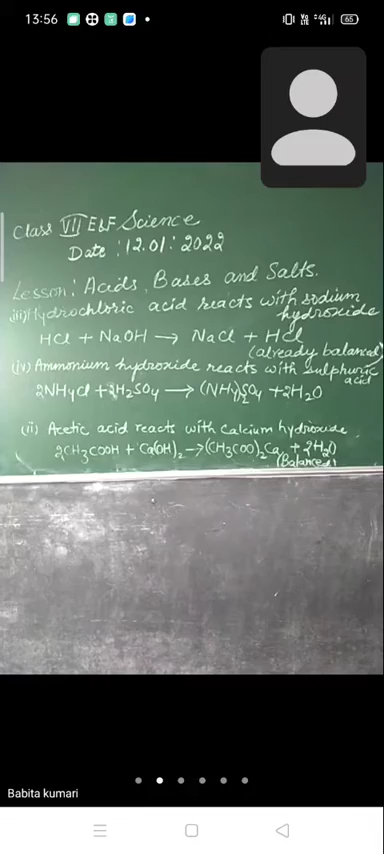 13:56
65
Class VII E&F Science
Date : 12.01: 2022
Lesson: Acids, Bases and Salts.
(iii) Hydrochloric acid reacts with sodium
hydroxide
HCl + NaOH → NaCl + HCl
(already balanced)
(iv) Ammonium hydroxide reacts with sulphuric
acid
2NH4Cl + 2H2SO4 → (NH4)2SO4 + 2H2O
(ii) Acetic acid reacts with calcium hydroxide
2CH3COOH + Ca(OH)2 → (CH3COO)2Ca + 2H2O
(Balanced)
Babita kumari